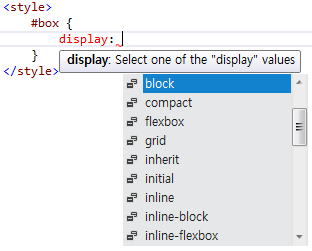 <style>
#box {
display:
}
</style>
display: Select one of the "display" values
block
compact
flexbox
grid
inherit
initial
inline
inline-block
inline-flexbox